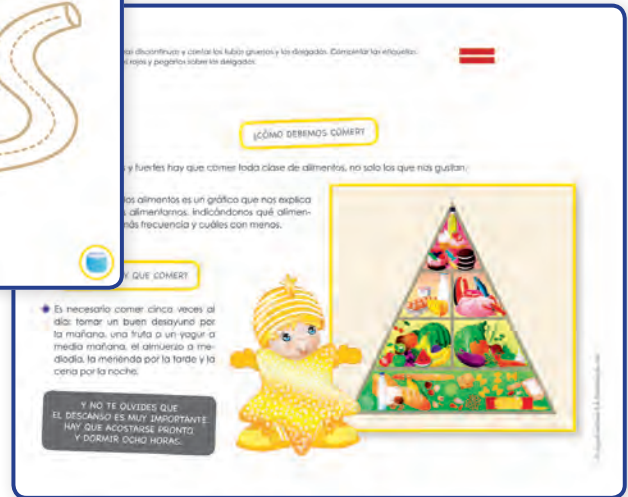 as discontinuas y contar los tubos gruesos y los delgados. Comentar las etiquetas
s rojas y pegarlas sobre los delgados.
¿CÓMO DEBEMOS COMER?
s y fuertes hay que comer toda clase de alimentos, no solo los que nos gustan.
los alimentos es un gráfico que nos explica
s alimentarnos, indicándonos qué alimen-
más frecuencia y cuáles con menos.
Y QUE COMER?
Es necesario comer cinco veces al
día: tomar un buen desayuno por
la mañana, una fruta o un yogur a
media mañana, el almuerzo a me-
diodía, la merienda por la tarde y la
cena por la noche.
Y NO TE OLVIDES QUE
EL DESCANSO ES MUY IMPORTANTE.
HAY QUE ACOSTARSE PRONTO
Y DORMIR OCHO HORAS.